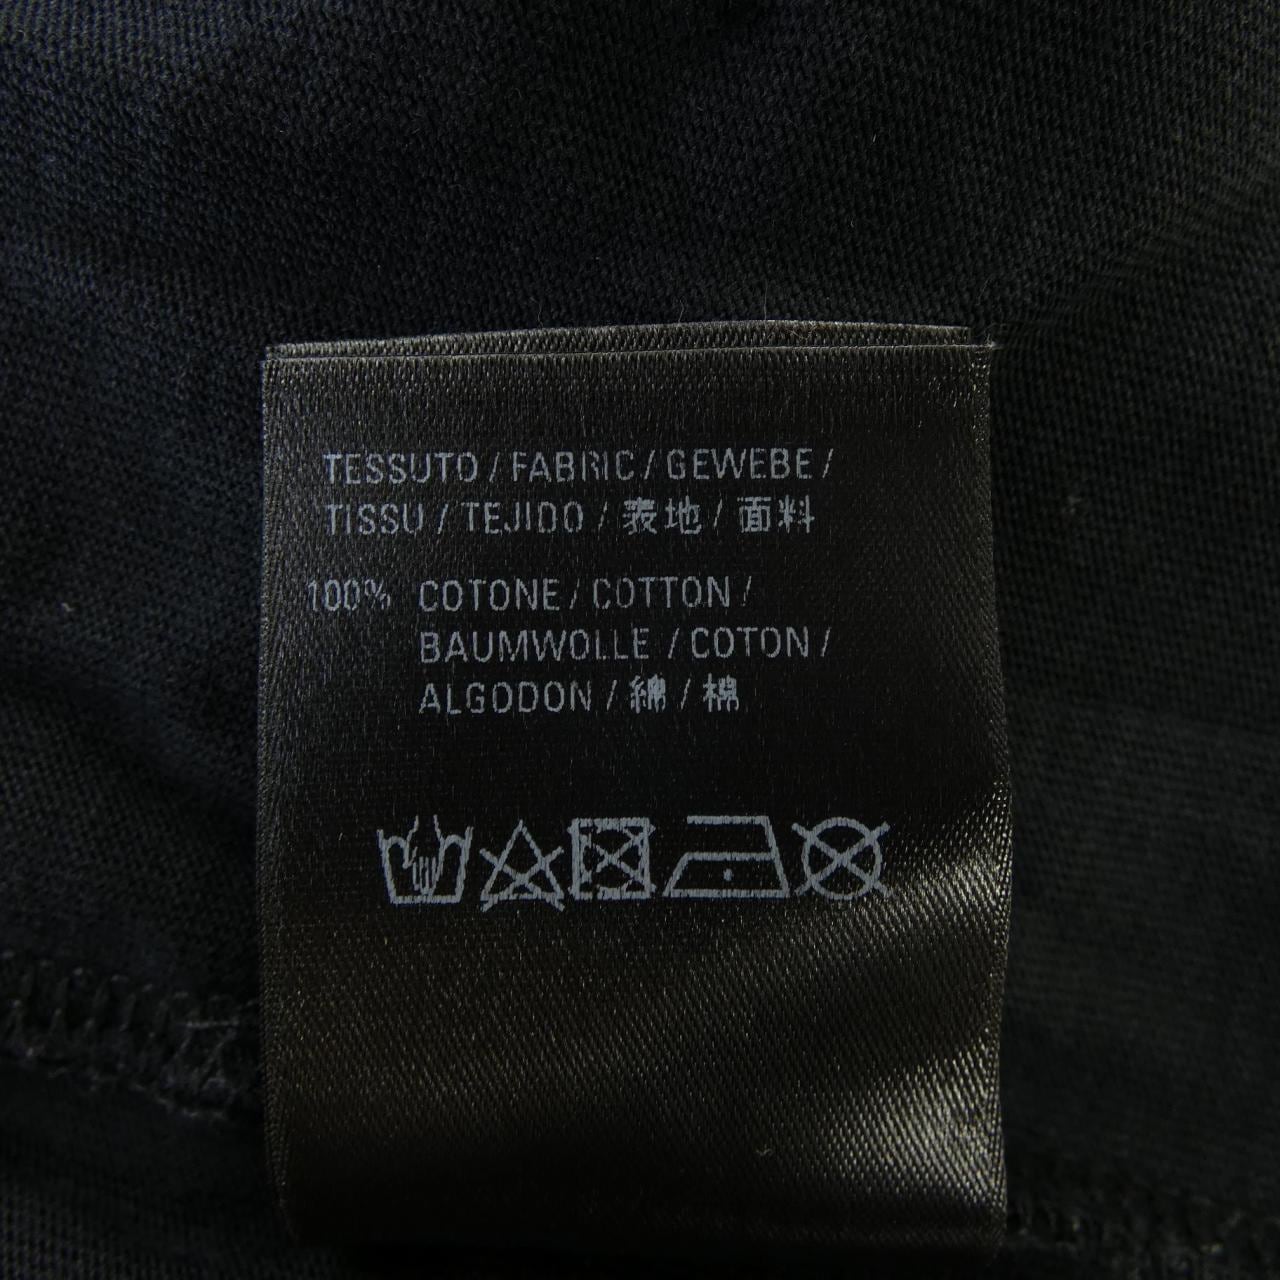 TESSUTO / FABRIC / GEWEBE /
TISSU / TEJIDO / 表地 / 面料
100% COTONE / COTTON /
BAUMWOLLE / COTON /
ALGODON / 綿 / 棉